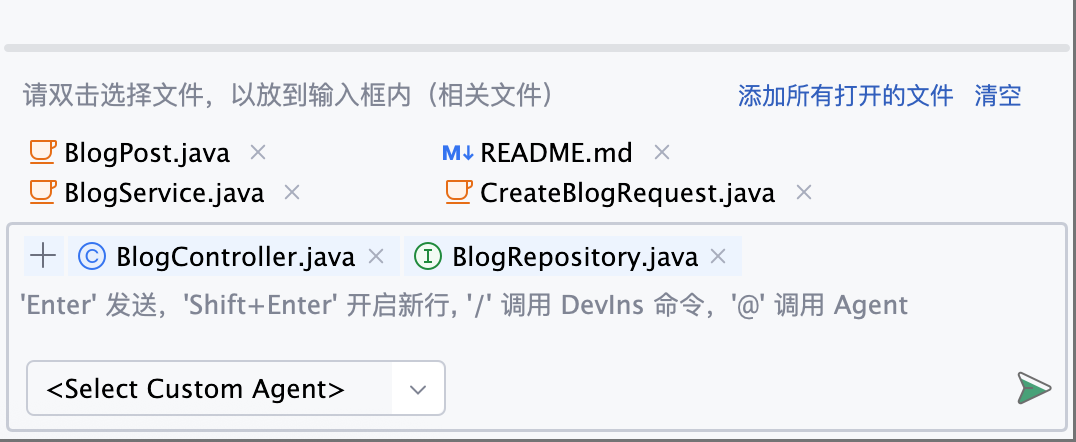 请双击选择文件，以放到输入框内（相关文件） 添加所有打开的文件 清空
BlogPost.java × M↓ README.md ×
BlogService.java × CreateBlogRequest.java ×
+ © BlogController.java × I BlogRepository.java ×
'Enter' 发送，'Shift+Enter' 开启新行, '/' 调用 DevIns 命令，'@' 调用 Agent
<Select Custom Agent>